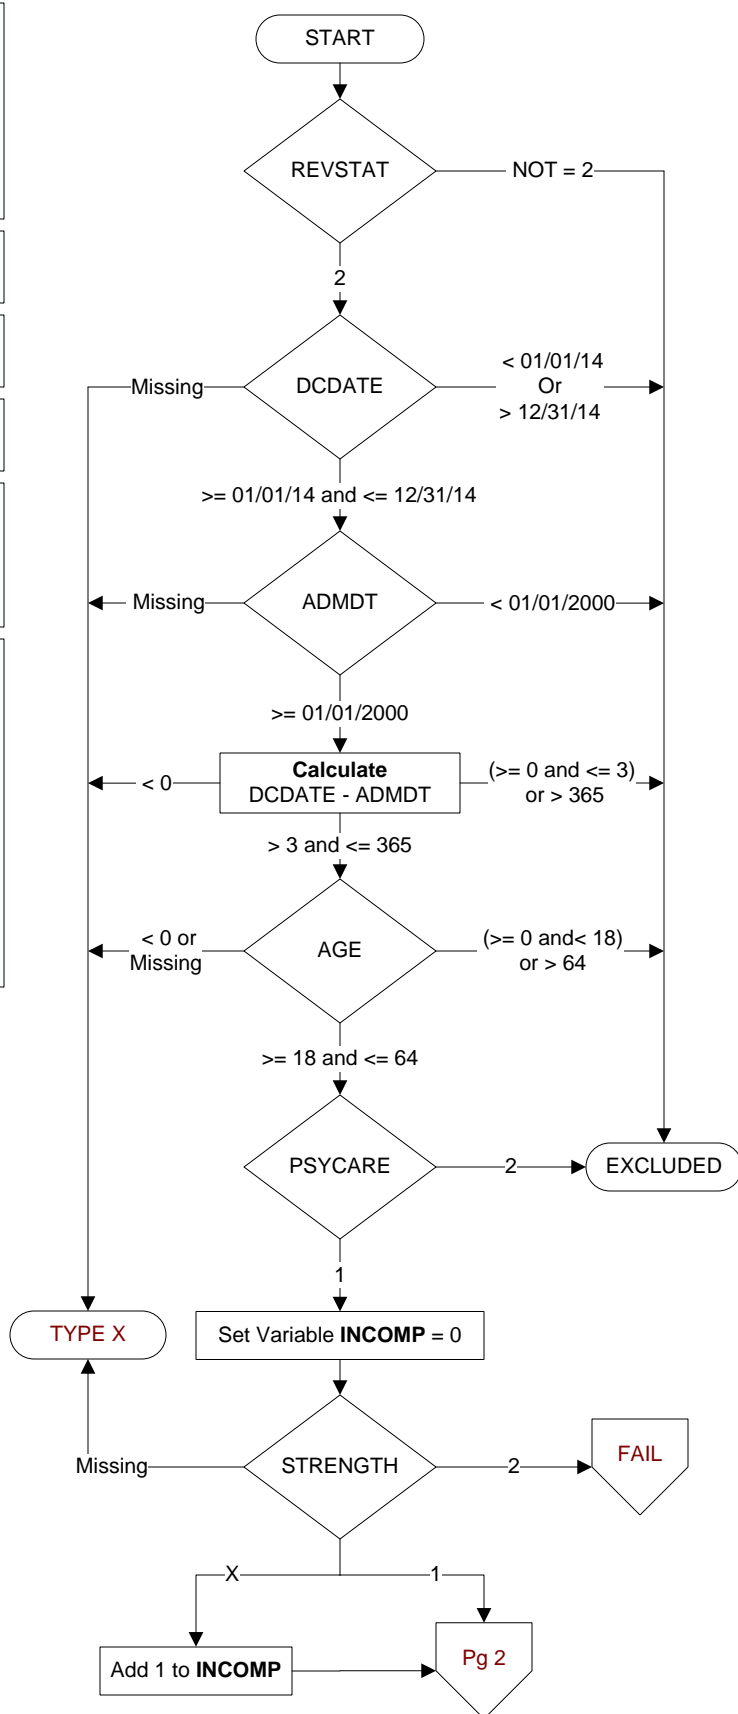 START
REVSTAT
NOT = 2
2
DCDATE
Missing
< 01/01/14
Or
> 12/31/14
>= 01/01/14 and <= 12/31/14
ADMDT
Missing
< 01/01/2000
>= 01/01/2000
Calculate
DCDATE - ADMDT
< 0
(>= 0 and <= 3)
or > 365
> 3 and <= 365
AGE
< 0 or
Missing
(>= 0 and< 18)
or > 64
>= 18 and <= 64
PSYCARE
2
EXCLUDED
1
TYPE X
Set Variable INCOMP = 0
STRENGTH
Missing
2
FAIL
X
1
Add 1 to INCOMP
Pg 2